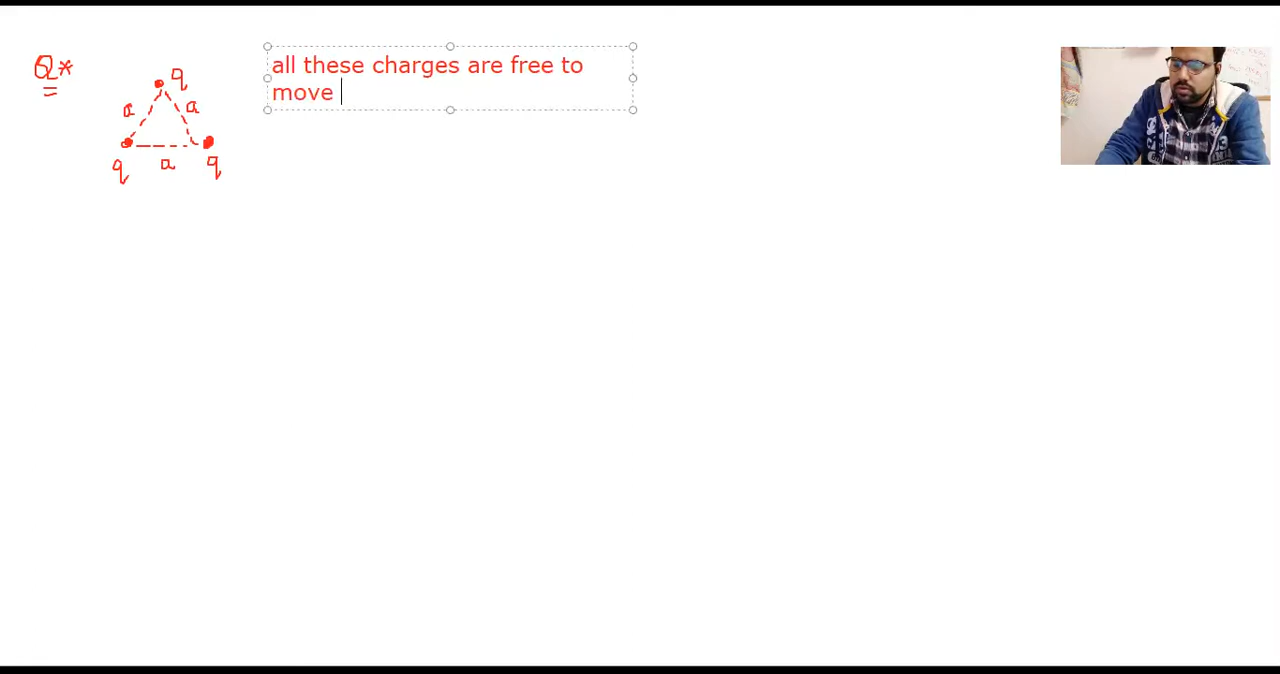 Q*
q
a a
a
q q
all these charges are free to
move